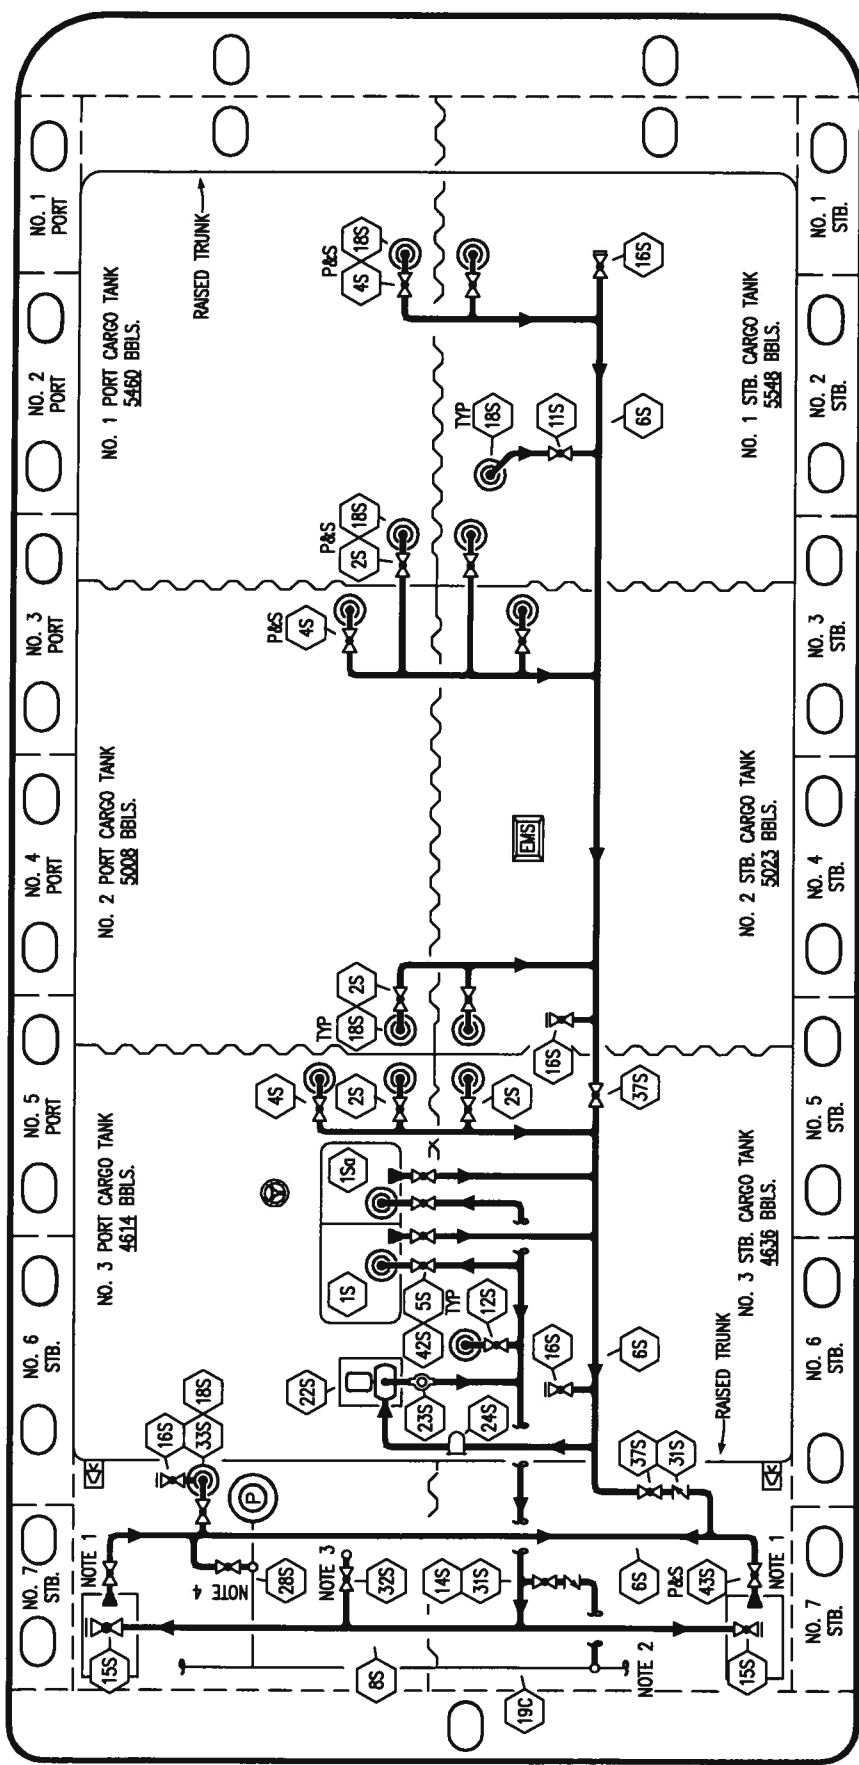 NO. 1
PORT
NO. 2
PORT
NO. 3
PORT
NO. 4
PORT
NO. 5
PORT
NO. 6
STB.
NO. 7
STB.
RAISED TRUNK
NO. 1 PORT CARGO TANK
5460 BBLS.
NO. 2 PORT CARGO TANK
5008 BBLS.
NO. 3 PORT CARGO TANK
4614 BBLS.
P&S
4S
18S
16S
TYP
18S
11S
6S
P&S
2S
18S
P&S
4S
EMS
TYP
18S
2S
16S
4S
2S
2S
37S
1Sa
1S
5S
42S
TYP
12S
22S
23S
24S
16S
6S
16S
33S
18S
37S
31S
RAISED TRUNK
P
NOTE 1
NOTE 4
28S
NOTE 3
32S
14S
31S
6S
P&S
43S
NOTE 1
15S
8S
19C
NOTE 2
15S
NO. 1 STB. CARGO TANK
5548 BBLS.
NO. 2 STB. CARGO TANK
5023 BBLS.
NO. 3 STB. CARGO TANK
4636 BBLS.
NO. 1
STB.
NO. 2
STB.
NO. 3
STB.
NO. 4
STB.
NO. 5
STB.
NO. 6
STB.
NO. 7
STB.